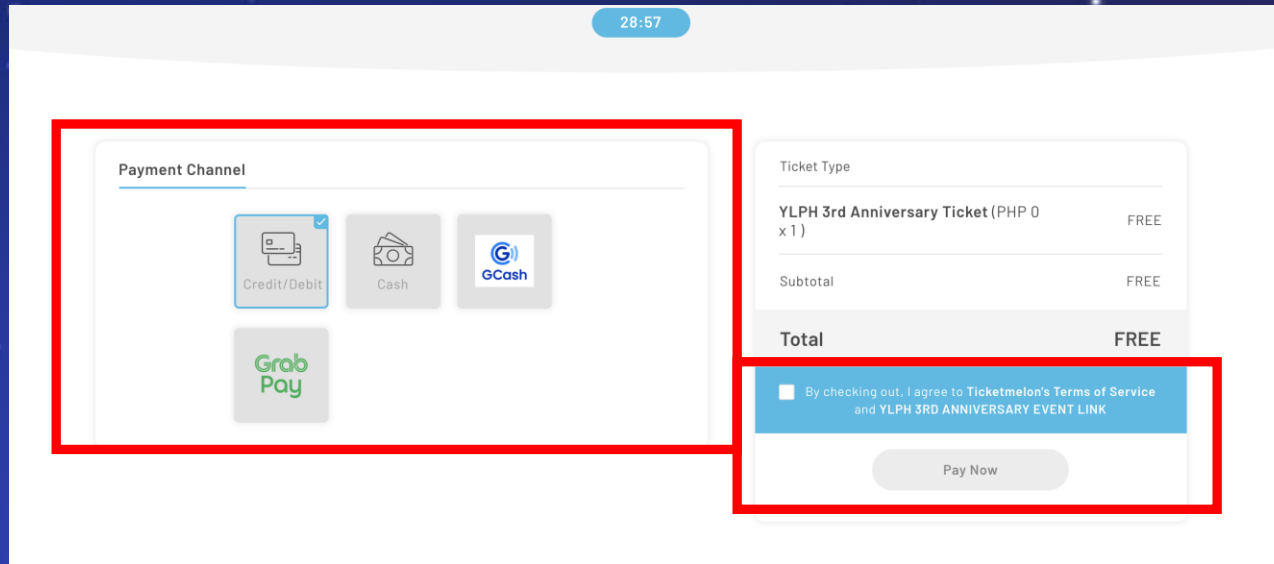 28:57
Payment Channel
Credit/Debit
Cash
G
GCash
Grab
Pay
Ticket Type
YLPH 3rd Anniversary Ticket (PHP 0
x 1 )
FREE
Subtotal
FREE
Total
FREE
By checking out, I agree to Ticketmelon's Terms of Service
and YLPH 3RD ANNIVERSARY EVENT LINK
Pay Now